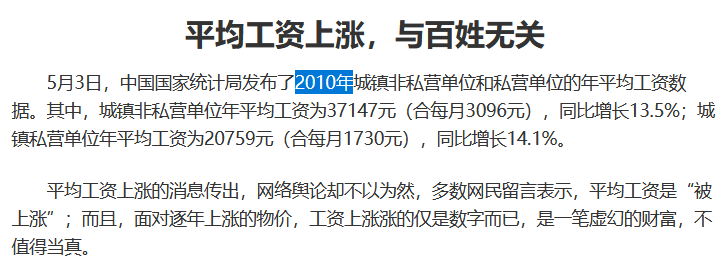 平均工资上涨，与百姓无关
5月3日，中国国家统计局发布了2010年城镇非私营单位和私营单位的年平均工资数
据。其中，城镇非私营单位年平均工资为37147元（合每月3096元），同比增长13.5%；城
镇私营单位年平均工资为20759元（合每月1730元），同比增长14.1%。
平均工资上涨的消息传出，网络舆论却不以为然，多数网民留言表示，平均工资是“被
上涨”；而且，面对逐年上涨的物价，工资上涨涨的仅是数字而已，是一笔虚幻的财富，不
值得当真。